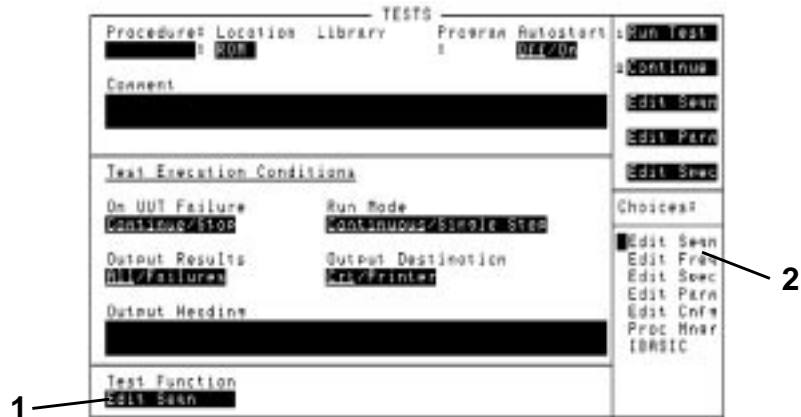 TESTS
Procedure: Location Library Program Autostart
: ROM : Off/On
Comment
Test Execution Conditions
On UUT Failure Run Mode
Continue/Stop Continuous/Single Step
Output Results Output Destination
All/Failures Crt/Printer
Output Heading
Test Function
Edit Seqn
1 Run Test
2 Continue
Edit Seqn
Edit Parm
Edit Spec
Choices:
Edit Seqn
Edit Freq
Edit Spec
Edit Parm
Edit Cnfg
Proc Mngr
IBASIC
1
2